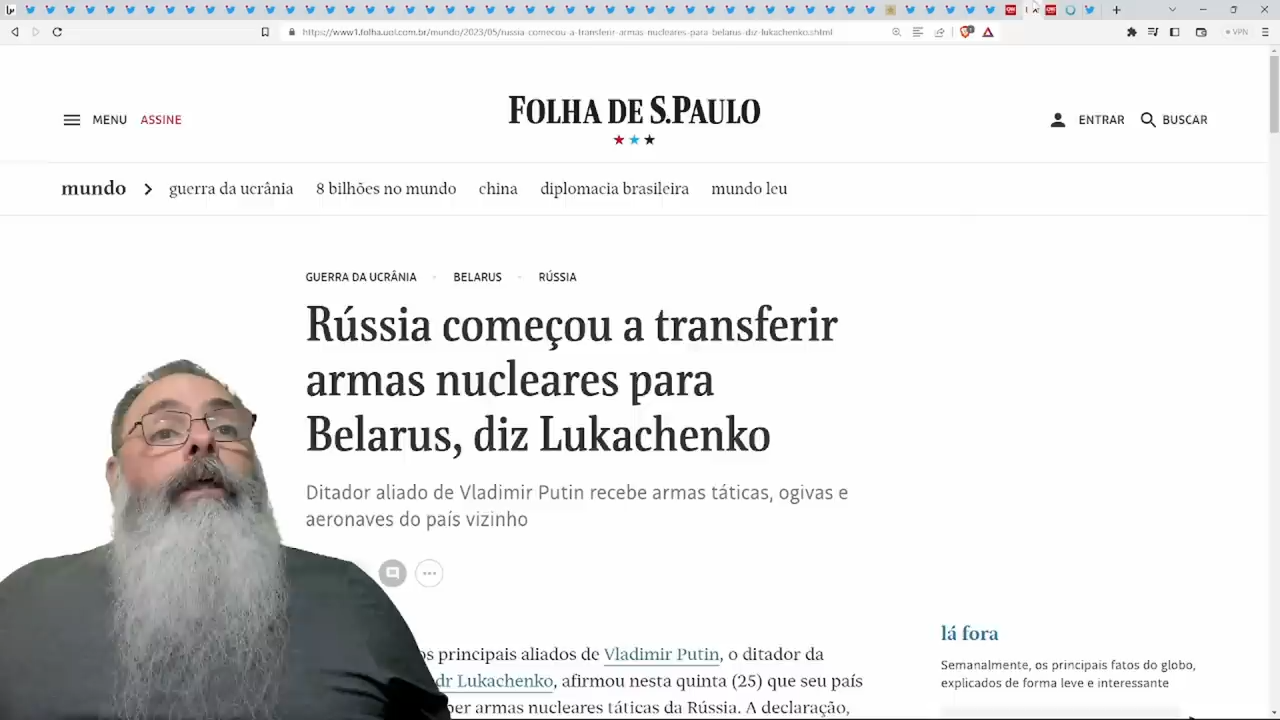 https://www1.folha.uol.com.br/mundo/2023/05/russia-comecou-a-transferir-armas-nucleares-para-belarus-diz-lukachenko.shtml
VPN
MENU ASSINE
FOLHA DE S.PAULO
ENTRAR BUSCAR
mundo guerra da ucrânia 8 bilhões no mundo china diplomacia brasileira mundo leu
GUERRA DA UCRÂNIA BELARUS RÚSSIA
Rússia começou a transferir
armas nucleares para
Belarus, diz Lukachenko
Ditador aliado de Vladimir Putin recebe armas táticas, ogivas e
aeronaves do país vizinho
os principais aliados de Vladimir Putin, o ditador da
dr Lukachenko, afirmou nesta quinta (25) que seu país
ber armas nucleares táticas da Rússia. A declaração,
lá fora
Semanalmente, os principais fatos do globo,
explicados de forma leve e interessante